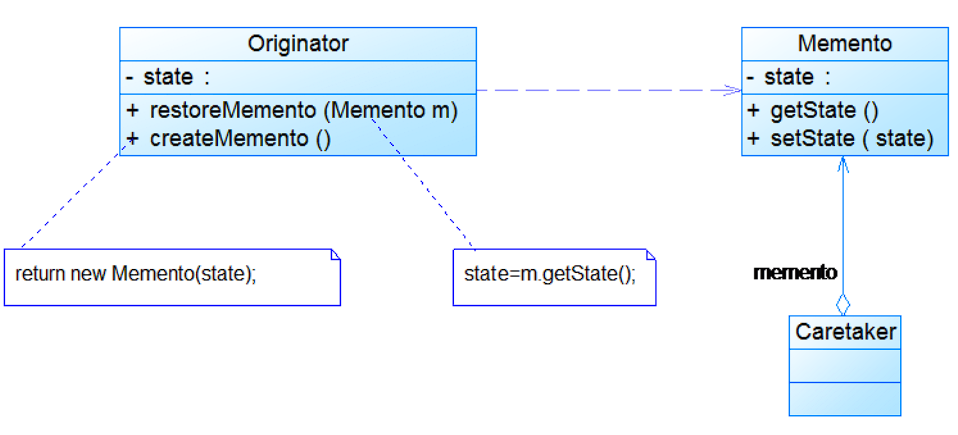 Originator
- state :
+ restoreMemento (Memento m)
+ createMemento ()
Memento
- state :
+ getState ()
+ setState ( state)
return new Memento(state);
state=m.getState();
memento
Caretaker